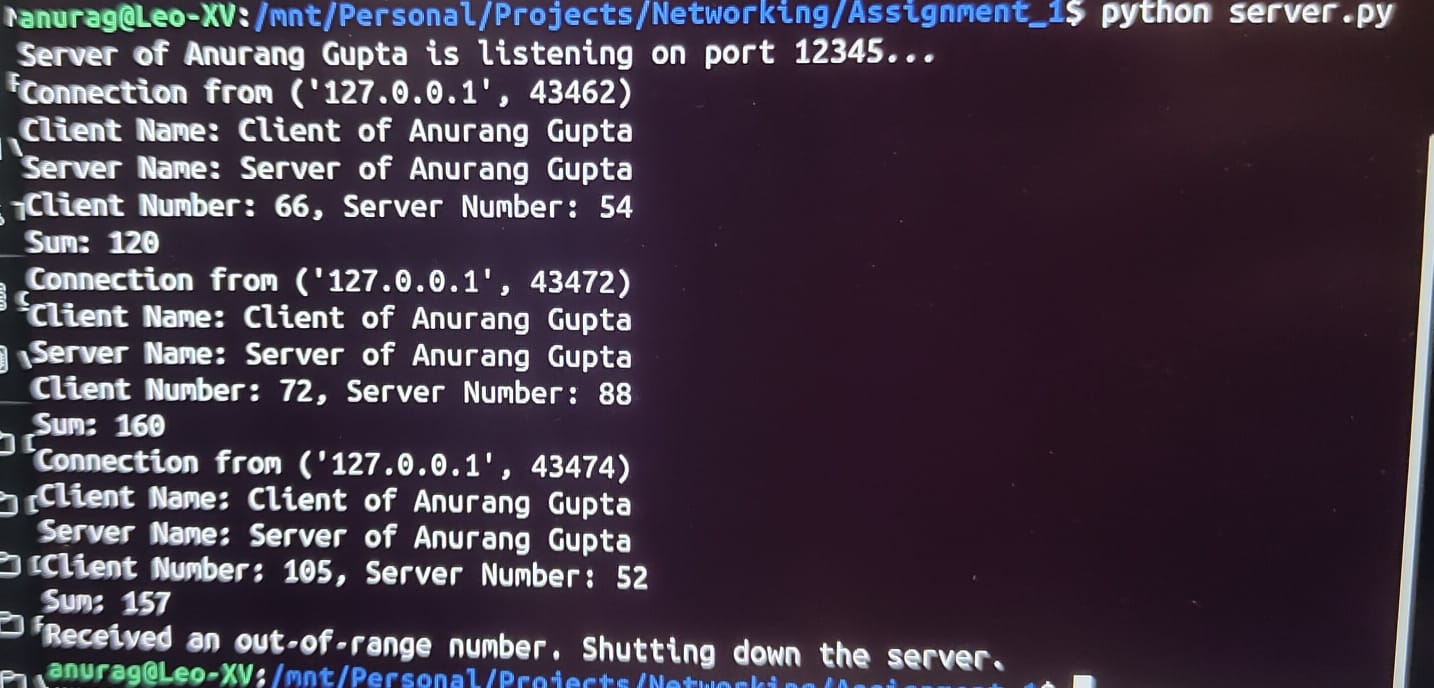 anurag@Leo-XV:/mnt/Personal/Projects/Networking/Assignment_1$ python server.py
Server of Anurang Gupta is listening on port 12345...
Connection from ('127.0.0.1', 43462)
Client Name: Client of Anurang Gupta
Server Name: Server of Anurang Gupta
Client Number: 66, Server Number: 54
Sum: 120
Connection from ('127.0.0.1', 43472)
Client Name: Client of Anurang Gupta
Server Name: Server of Anurang Gupta
Client Number: 72, Server Number: 88
Sum: 160
Connection from ('127.0.0.1', 43474)
Client Name: Client of Anurang Gupta
Server Name: Server of Anurang Gupta
Client Number: 105, Server Number: 52
Sum: 157
Received an out-of-range number. Shutting down the server.
anurag@Leo-XV:/mnt/Personal/Projects/Networking/Assignment_1$